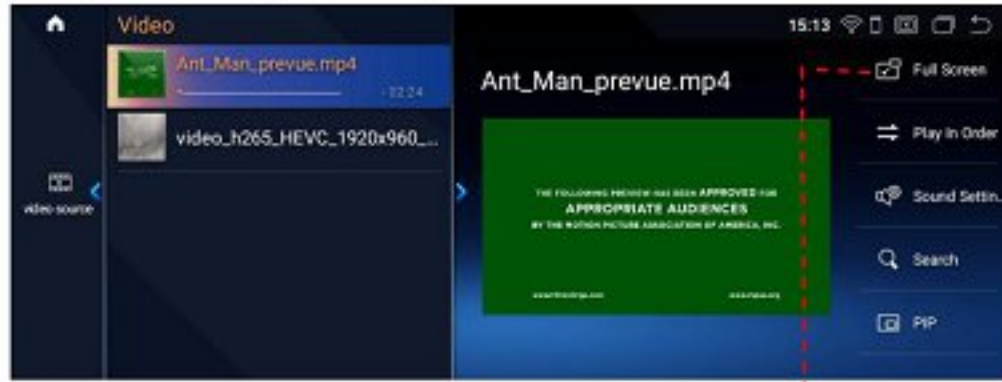 Video
15:13
Ant_Man_prevue.mp4
-02:24
video_h265_HEVC_1920x960_...
video source
Ant_Man_prevue.mp4
THE FOLLOWING PREVIEW HAS BEEN APPROVED FOR
APPROPRIATE AUDIENCES
BY THE MOTION PICTURE ASSOCIATION OF AMERICA, INC.
Full Screen
Play In Order
Sound Settin...
Search
PIP